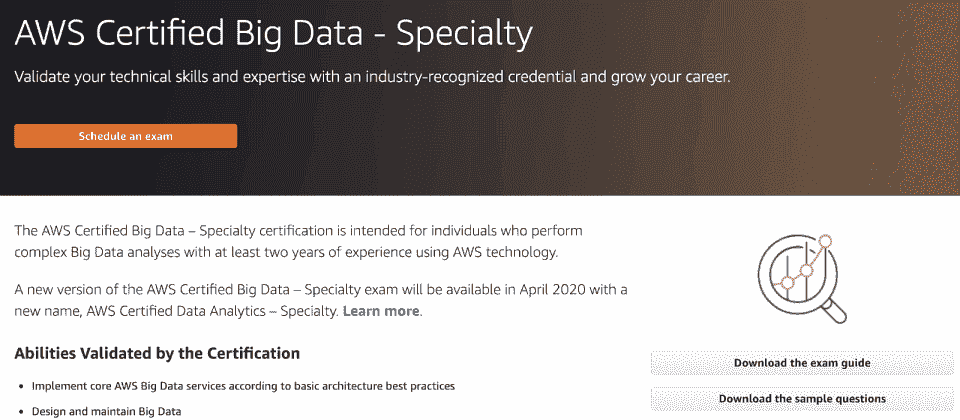 AWS Certified Big Data - Specialty
Validate your technical skills and expertise with an industry-recognized credential and grow your career.
Schedule an exam
The AWS Certified Big Data – Specialty certification is intended for individuals who perform
complex Big Data analyses with at least two years of experience using AWS technology.
A new version of the AWS Certified Big Data – Specialty exam will be available in April 2020 with a
new name, AWS Certified Data Analytics – Specialty. Learn more.
Abilities Validated by the Certification
• Implement core AWS Big Data services according to basic architecture best practices
• Design and maintain Big Data
Download the exam guide
Download the sample questions